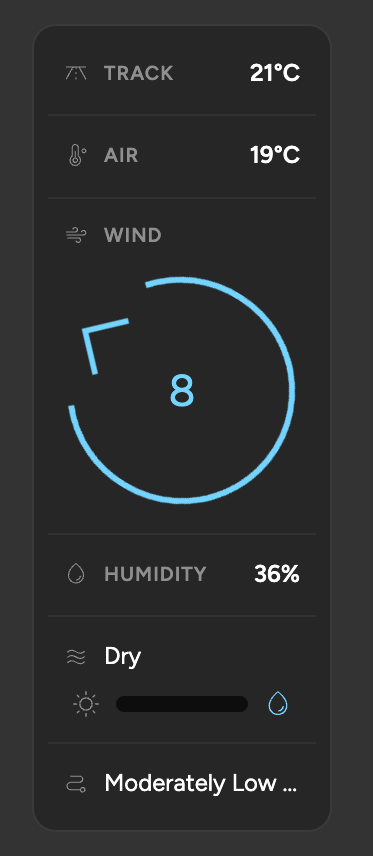 TRACK 21°C
AIR 19°C
WIND
8
HUMIDITY 36%
Dry
Moderately Low ...